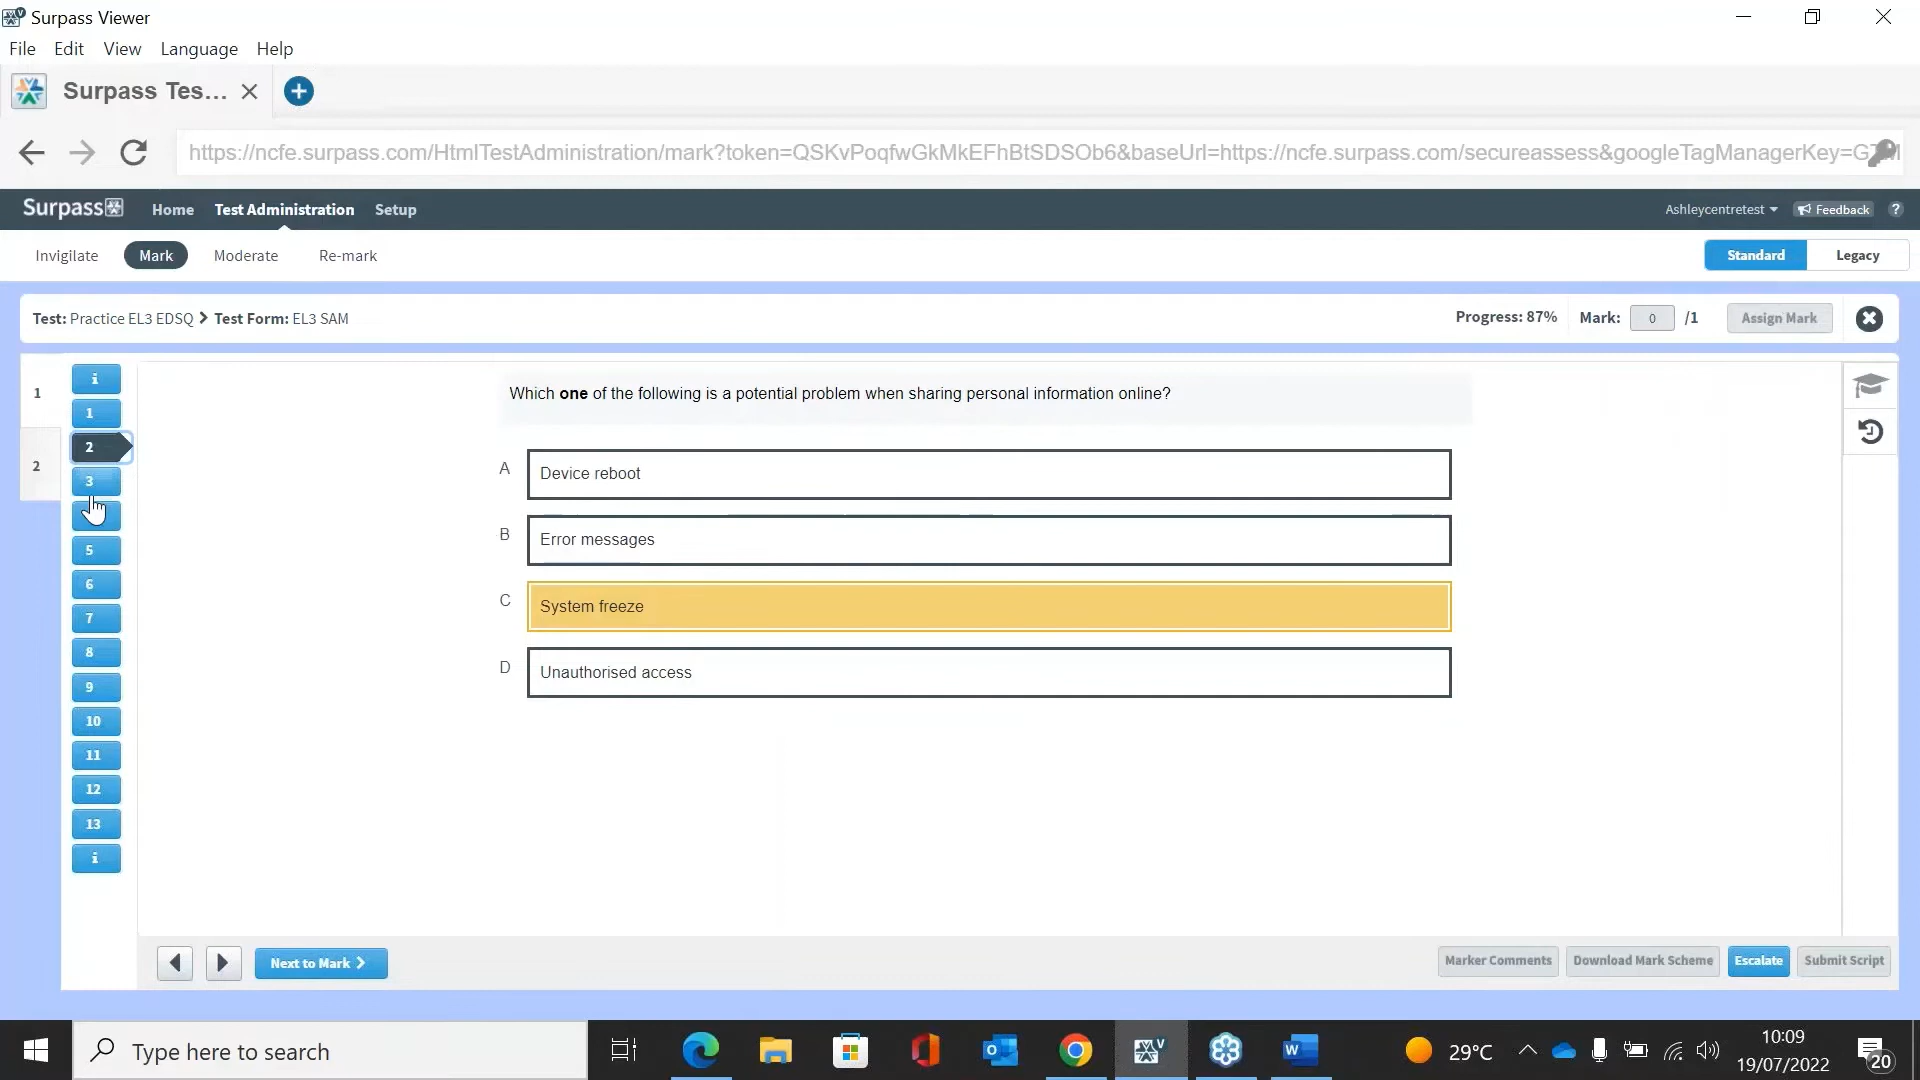 Surpass Viewer
File Edit View Language Help
Surpass Tes...
https://ncfe.surpass.com/HtmlTestAdministration/mark?token=QSKvPoqfwGkMkEFhBtSDSOb6&baseUrl=https://ncfe.surpass.com/secureassess&googleTagManagerKey=GTM
Surpass Home Test Administration Setup Ashleycentretest Feedback ?
Invigilate Mark Moderate Re-mark Standard Legacy
Test: Practice EL3 EDSQ > Test Form: EL3 SAM Progress: 87% Mark: 0 /1 Assign Mark
1
2
i
1
2
3
5
6
7
8
9
10
11
12
13
i
Which one of the following is a potential problem when sharing personal information online?
A Device reboot
B Error messages
C System freeze
D Unauthorised access
Next to Mark > Marker Comments Download Mark Scheme Escalate Submit Script
Type here to search 29°C 10:09
19/07/2022 20